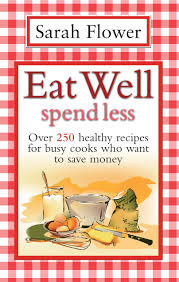 Sarah Flower
Eat Well
spend less
Over 250 healthy recipes
for busy cooks who want
to save money